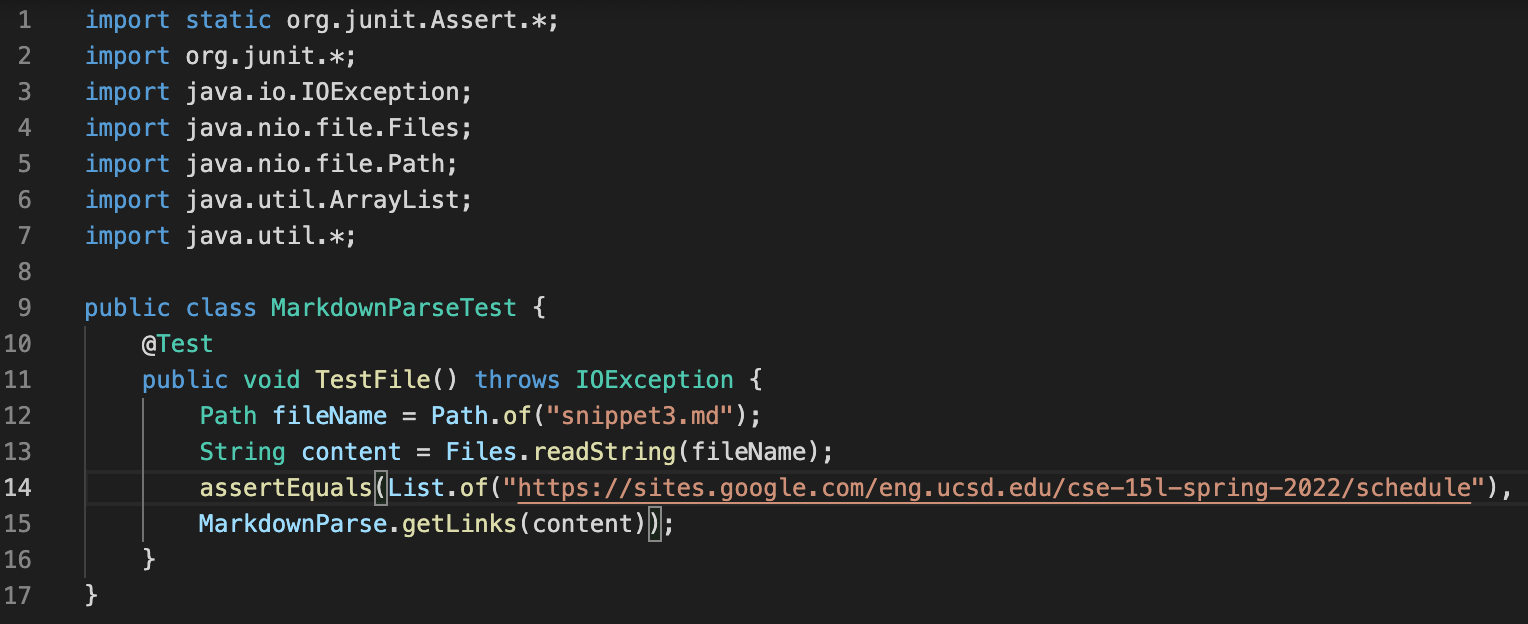 1 import static org.junit.Assert.*;
2 import org.junit.*;
3 import java.io.IOException;
4 import java.nio.file.Files;
5 import java.nio.file.Path;
6 import java.util.ArrayList;
7 import java.util.*;
8
9 public class MarkdownParseTest {
10 @Test
11 public void TestFile() throws IOException {
12 Path fileName = Path.of("snippet3.md");
13 String content = Files.readString(fileName);
14 assertEquals(List.of("https://sites.google.com/eng.ucsd.edu/cse-15l-spring-2022/schedule"),
15 MarkdownParse.getLinks(content));
16 }
17 }